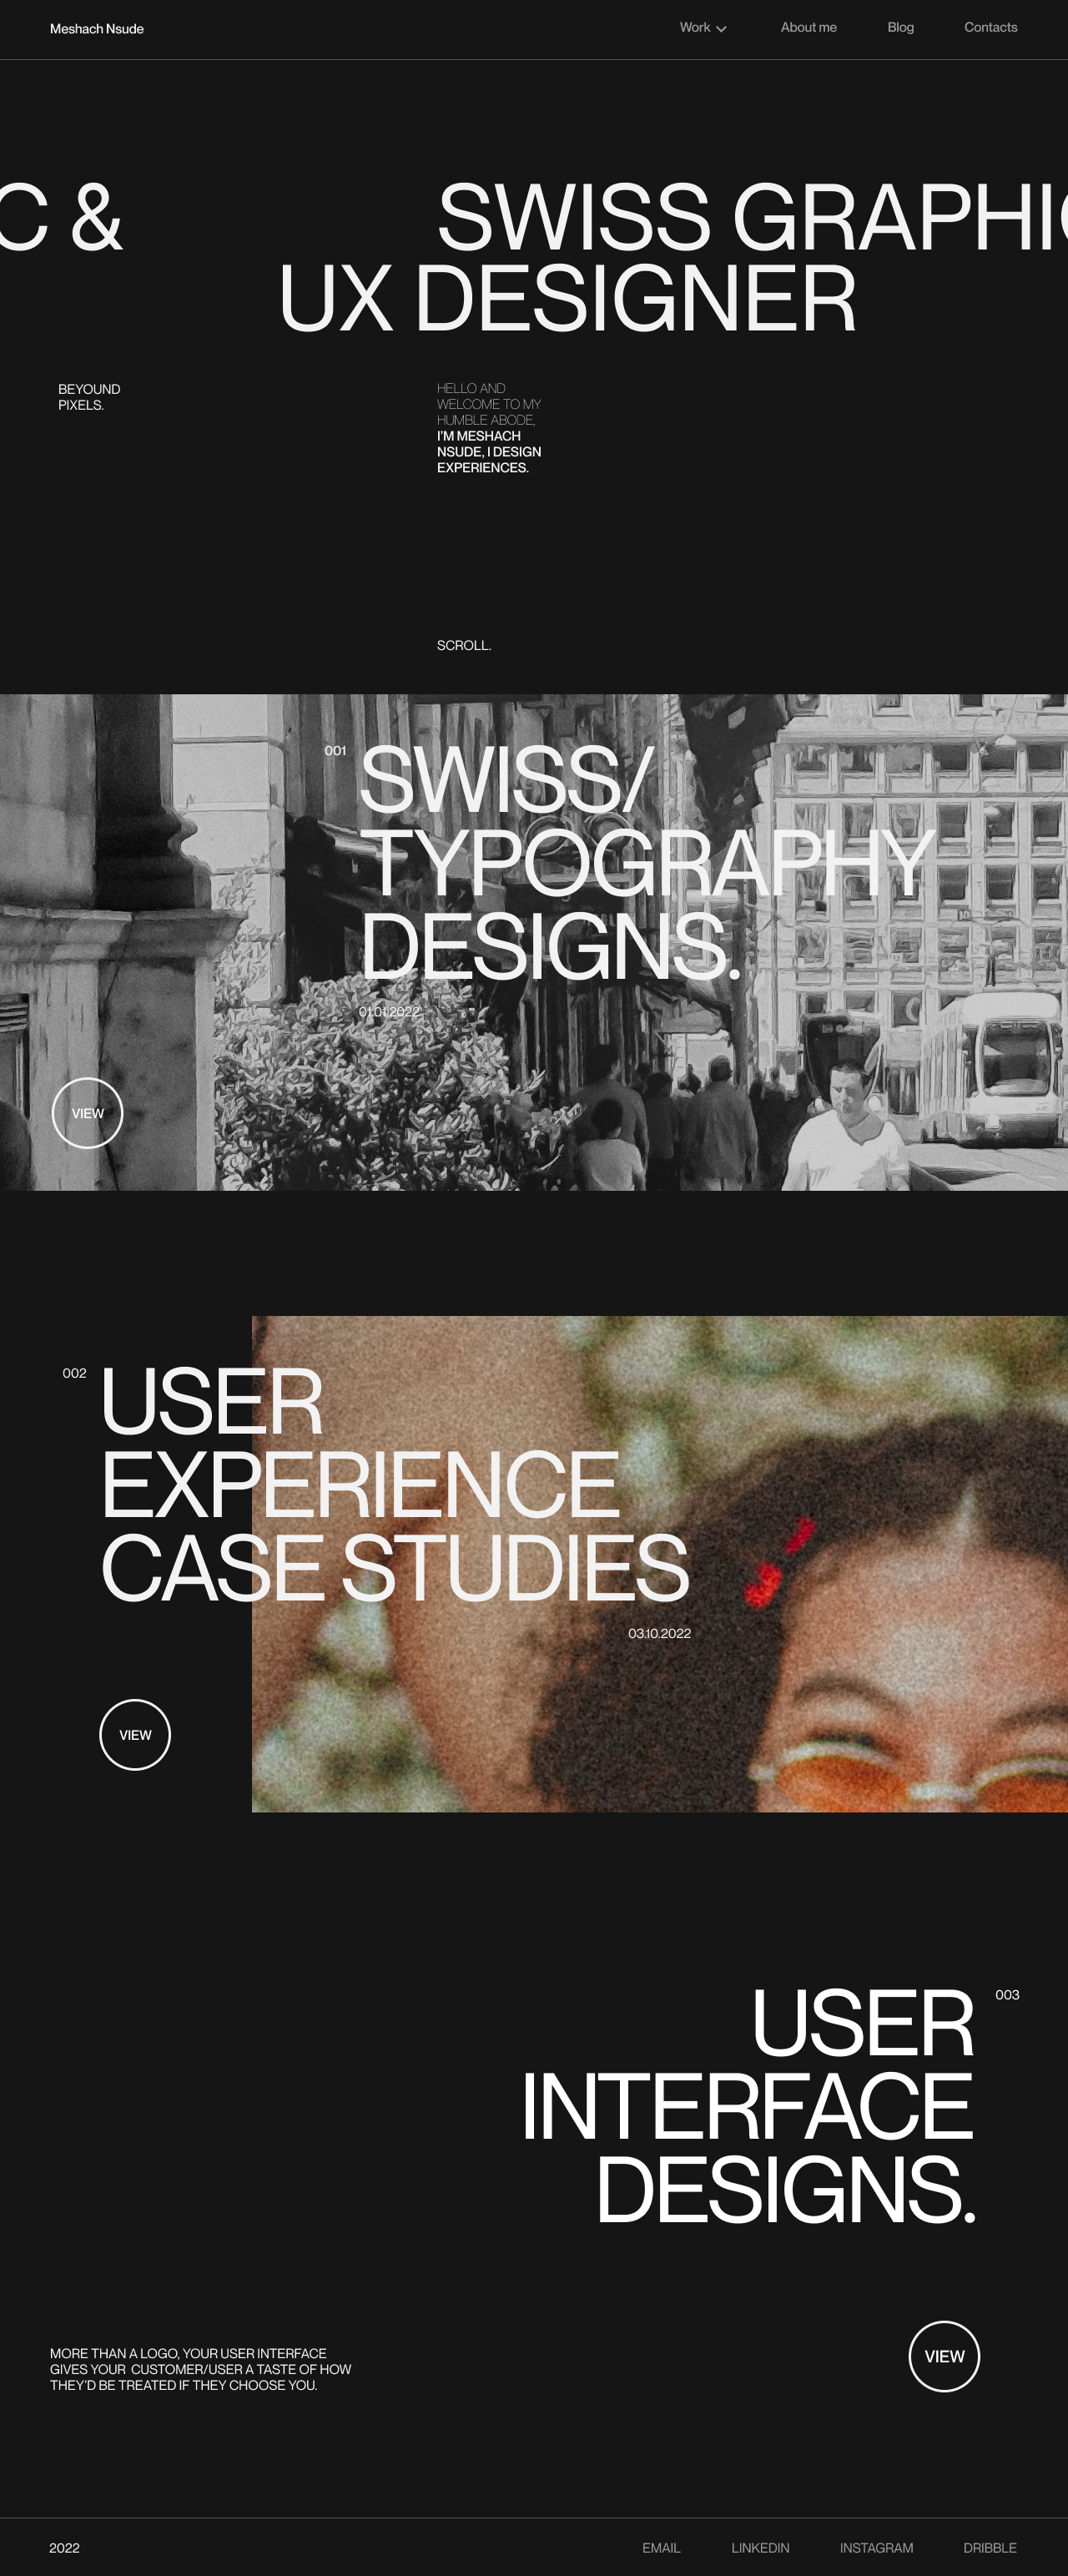 Meshach Nsude
Work
About me
Blog
Contacts
C & SWISS GRAPHIC
UX DESIGNER
BEYOUND
PIXELS.
HELLO AND
WELCOME TO MY
HUMBLE ABODE,
I'M MESHACH
NSUDE, I DESIGN
EXPERIENCES.
SCROLL.
001
SWISS/
TYPOGRAPHY
DESIGNS.
01.01.2022
VIEW
002
USER
EXPERIENCE
CASE STUDIES
03.10.2022
VIEW
USER
INTERFACE
DESIGNS.
003
MORE THAN A LOGO, YOUR USER INTERFACE
GIVES YOUR CUSTOMER/USER A TASTE OF HOW
THEY'D BE TREATED IF THEY CHOOSE YOU.
VIEW
2022
EMAIL
LINKEDIN
INSTAGRAM
DRIBBLE